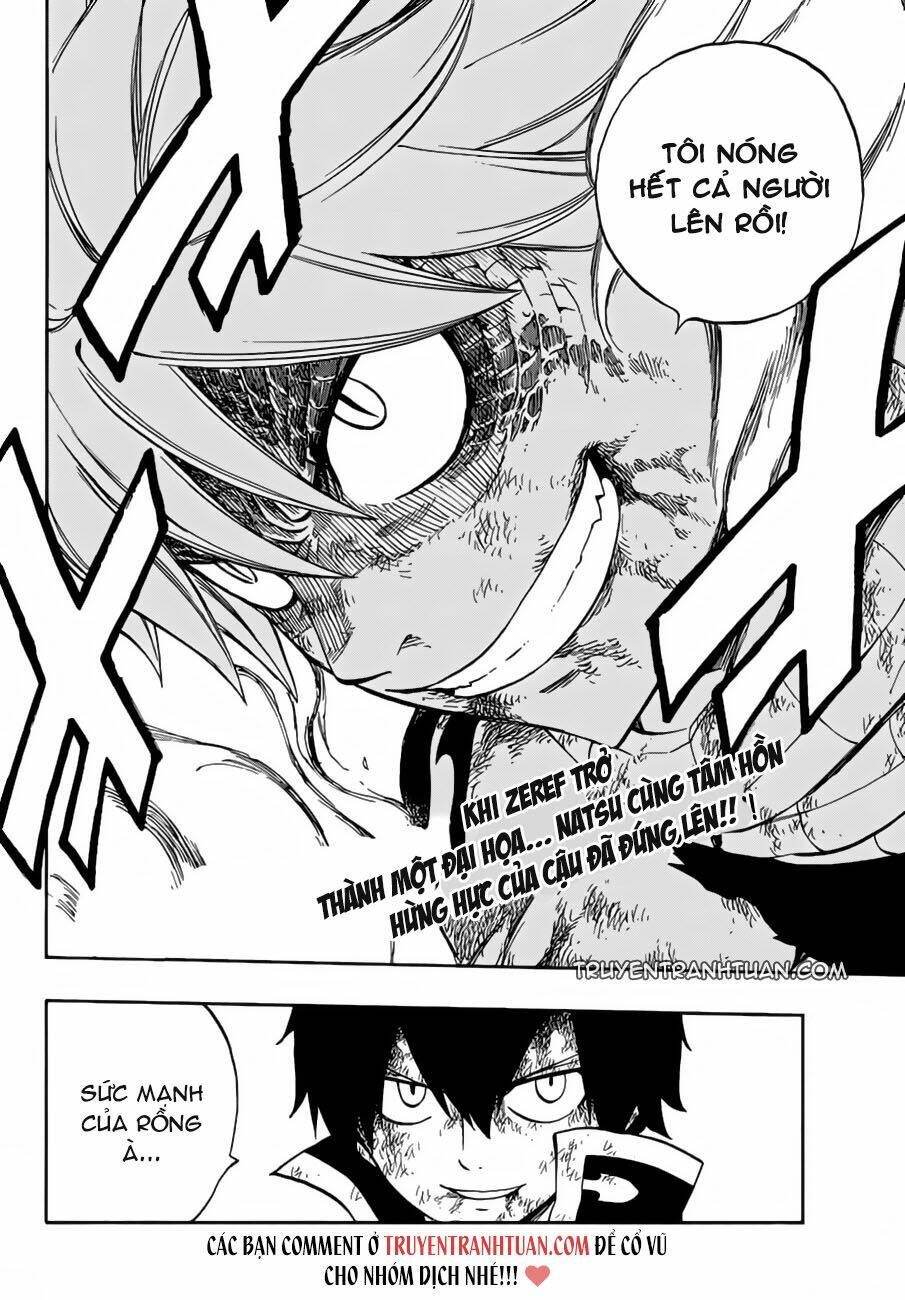 TÔI NÓNG
HẾT CẢ NGƯỜI
LÊN RỒI!
KHI ZEREF TRỞ
THÀNH MỘT ĐẠI HỌA... NATSU CÙNG TÂM HỒN
HỪNG HỰC CỦA CẬU ĐÃ ĐỨNG LÊN!!
TRUYENTRANHTUAN.COM
SỨC MẠNH
CỦA RỒNG
À...
CÁC BẠN COMMENT Ở TRUYENTRANHTUAN.COM ĐỂ CỔ VŨ
CHO NHÓM DỊCH NHÉ!!! ❤